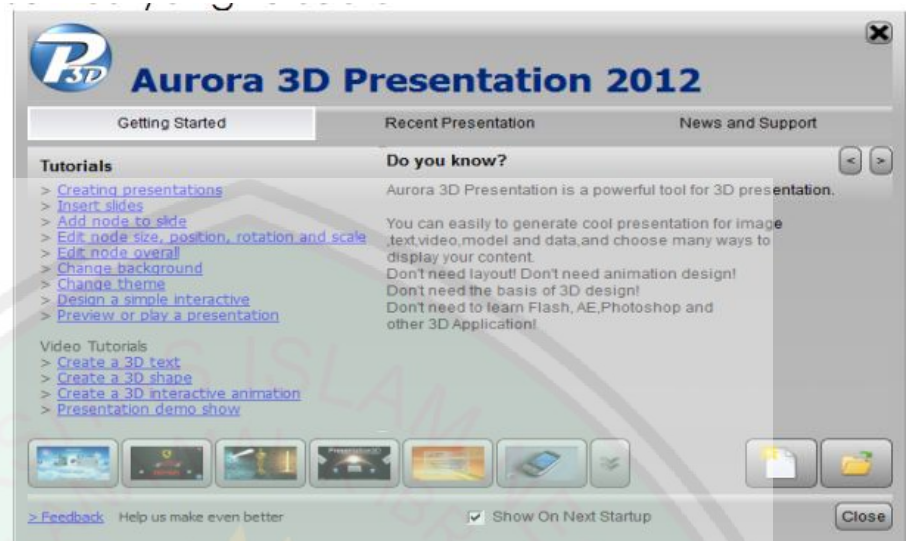 P3D
Aurora 3D Presentation 2012
Getting Started
Recent Presentation
News and Support
Tutorials
> Creating presentations
> Insert slides
> Add node to slide
> Edit node size, position, rotation and scale
> Edit node overall
> Change background
> Change theme
> Design a simple interactive
> Preview or play a presentation
Video Tutorials
> Create a 3D text
> Create a 3D shape
> Create a 3D interactive animation
> Presentation demo show
Do you know?
< >
Aurora 3D Presentation is a powerful tool for 3D presentation.
You can easily to generate cool presentation for image
,text,video,model and data,and choose many ways to
display your content.
Don't need layout! Don't need animation design!
Don't need the basis of 3D design!
Don't need to learn Flash, AE,Photoshop and
other 3D Application!
> Feedback Help us make even better
Show On Next Startup
Close